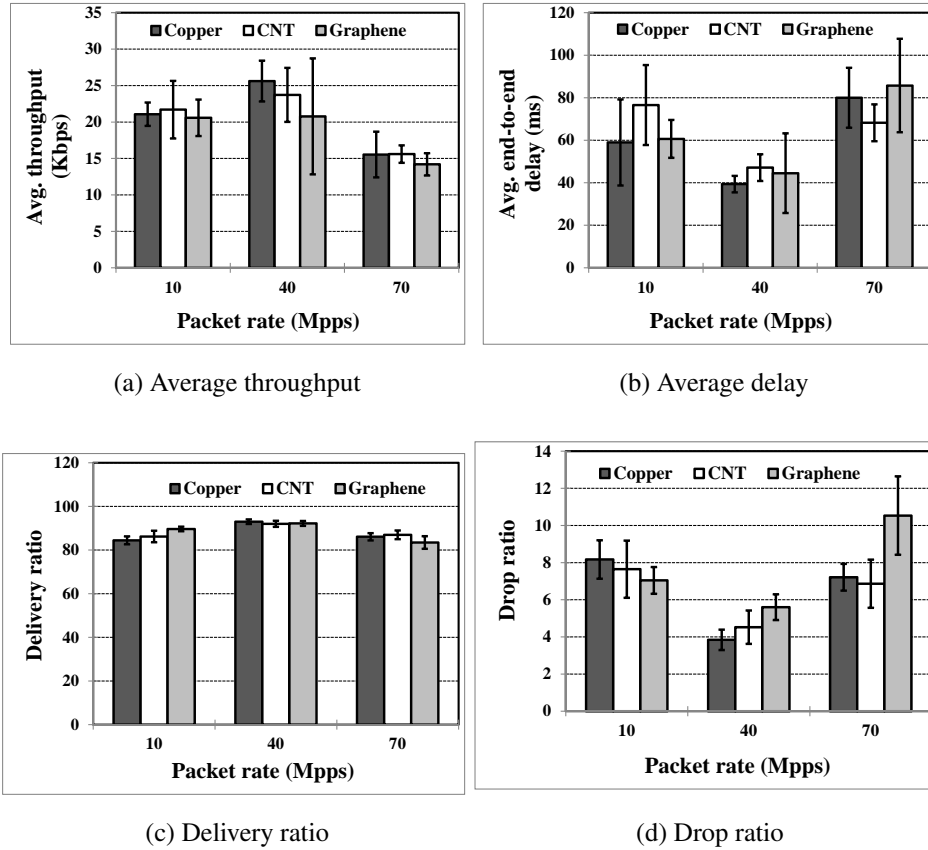 35
30
25
20
15
10
5
0
Avg. throughput
(Kbps)
Copper CNT Graphene
10 40 70
Packet rate (Mpps)
(a) Average throughput
120
100
80
60
40
20
0
Avg. end-to-end
delay (ms)
Copper CNT Graphene
10 40 70
Packet rate (Mpps)
(b) Average delay
120
100
80
60
40
20
0
Delivery ratio
Copper CNT Graphene
10 40 70
Packet rate (Mpps)
(c) Delivery ratio
14
12
10
8
6
4
2
0
Drop ratio
Copper CNT Graphene
10 40 70
Packet rate (Mpps)
(d) Drop ratio